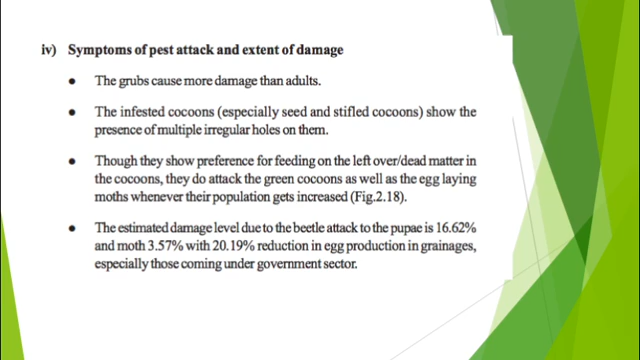 iv) Symptoms of pest attack and extent of damage
• The grubs cause more damage than adults.
• The infested cocoons (especially seed and stifled cocoons) show the
presence of multiple irregular holes on them.
• Though they show preference for feeding on the left over/dead matter in
the cocoons, they do attack the green cocoons as well as the egg laying
moths whenever their population gets increased (Fig.2.18).
• The estimated damage level due to the beetle attack to the pupae is 16.62%
and moth 3.57% with 20.19% reduction in egg production in grainages,
especially those coming under government sector.